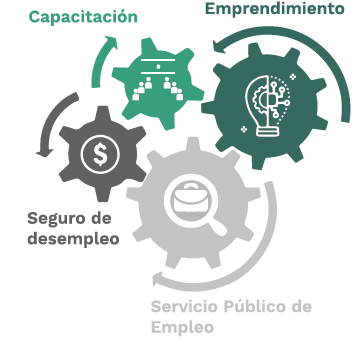 Emprendimiento
Capacitación
$
Seguro de
desempleo
Servicio Público de
Empleo